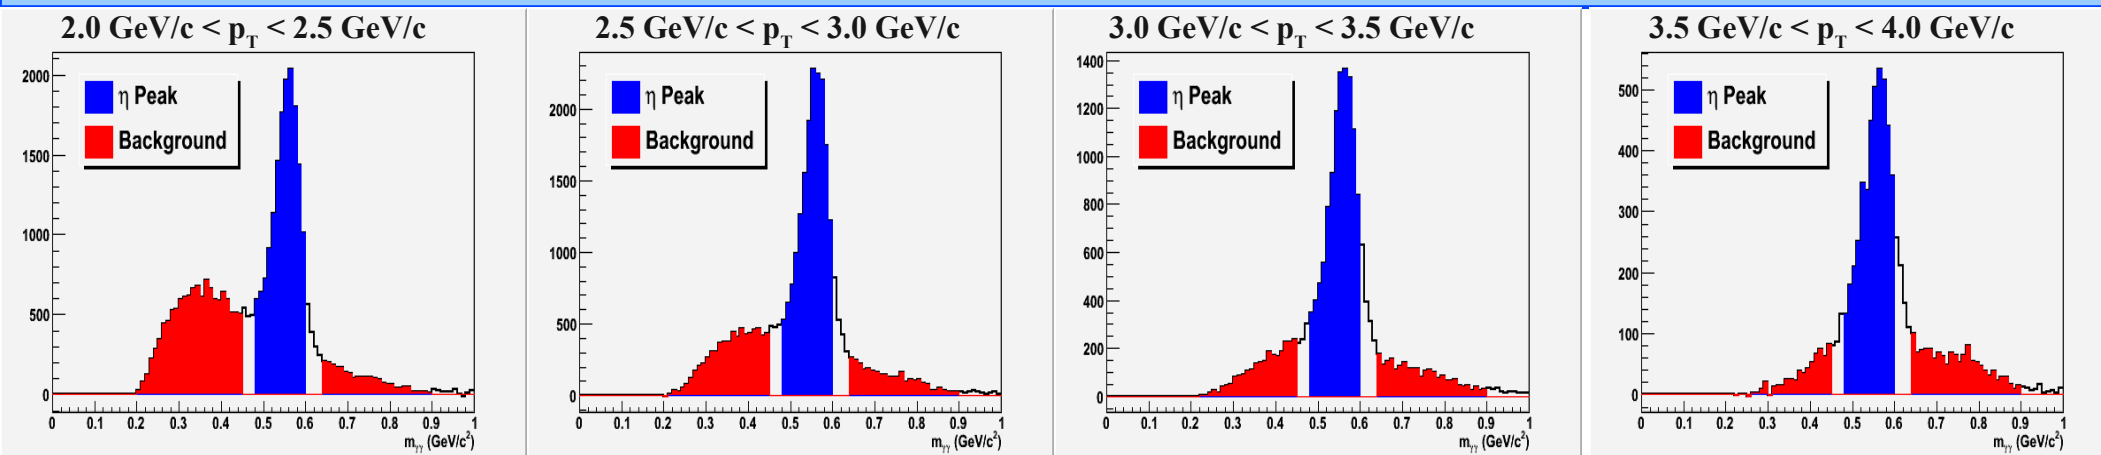 2.0 GeV/c < pT < 2.5 GeV/c
2000
1500
1000
500
0
η Peak
Background
0 0.1 0.2 0.3 0.4 0.5 0.6 0.7 0.8 0.9 1
mγγ (GeV/c²)
2.5 GeV/c < pT < 3.0 GeV/c
2000
1500
1000
500
0
η Peak
Background
0 0.1 0.2 0.3 0.4 0.5 0.6 0.7 0.8 0.9 1
mγγ (GeV/c²)
3.0 GeV/c < pT < 3.5 GeV/c
1400
1200
1000
800
600
400
200
0
η Peak
Background
0 0.1 0.2 0.3 0.4 0.5 0.6 0.7 0.8 0.9 1
mγγ (GeV/c²)
3.5 GeV/c < pT < 4.0 GeV/c
500
400
300
200
100
0
η Peak
Background
0 0.1 0.2 0.3 0.4 0.5 0.6 0.7 0.8 0.9 1
mγγ (GeV/c²)